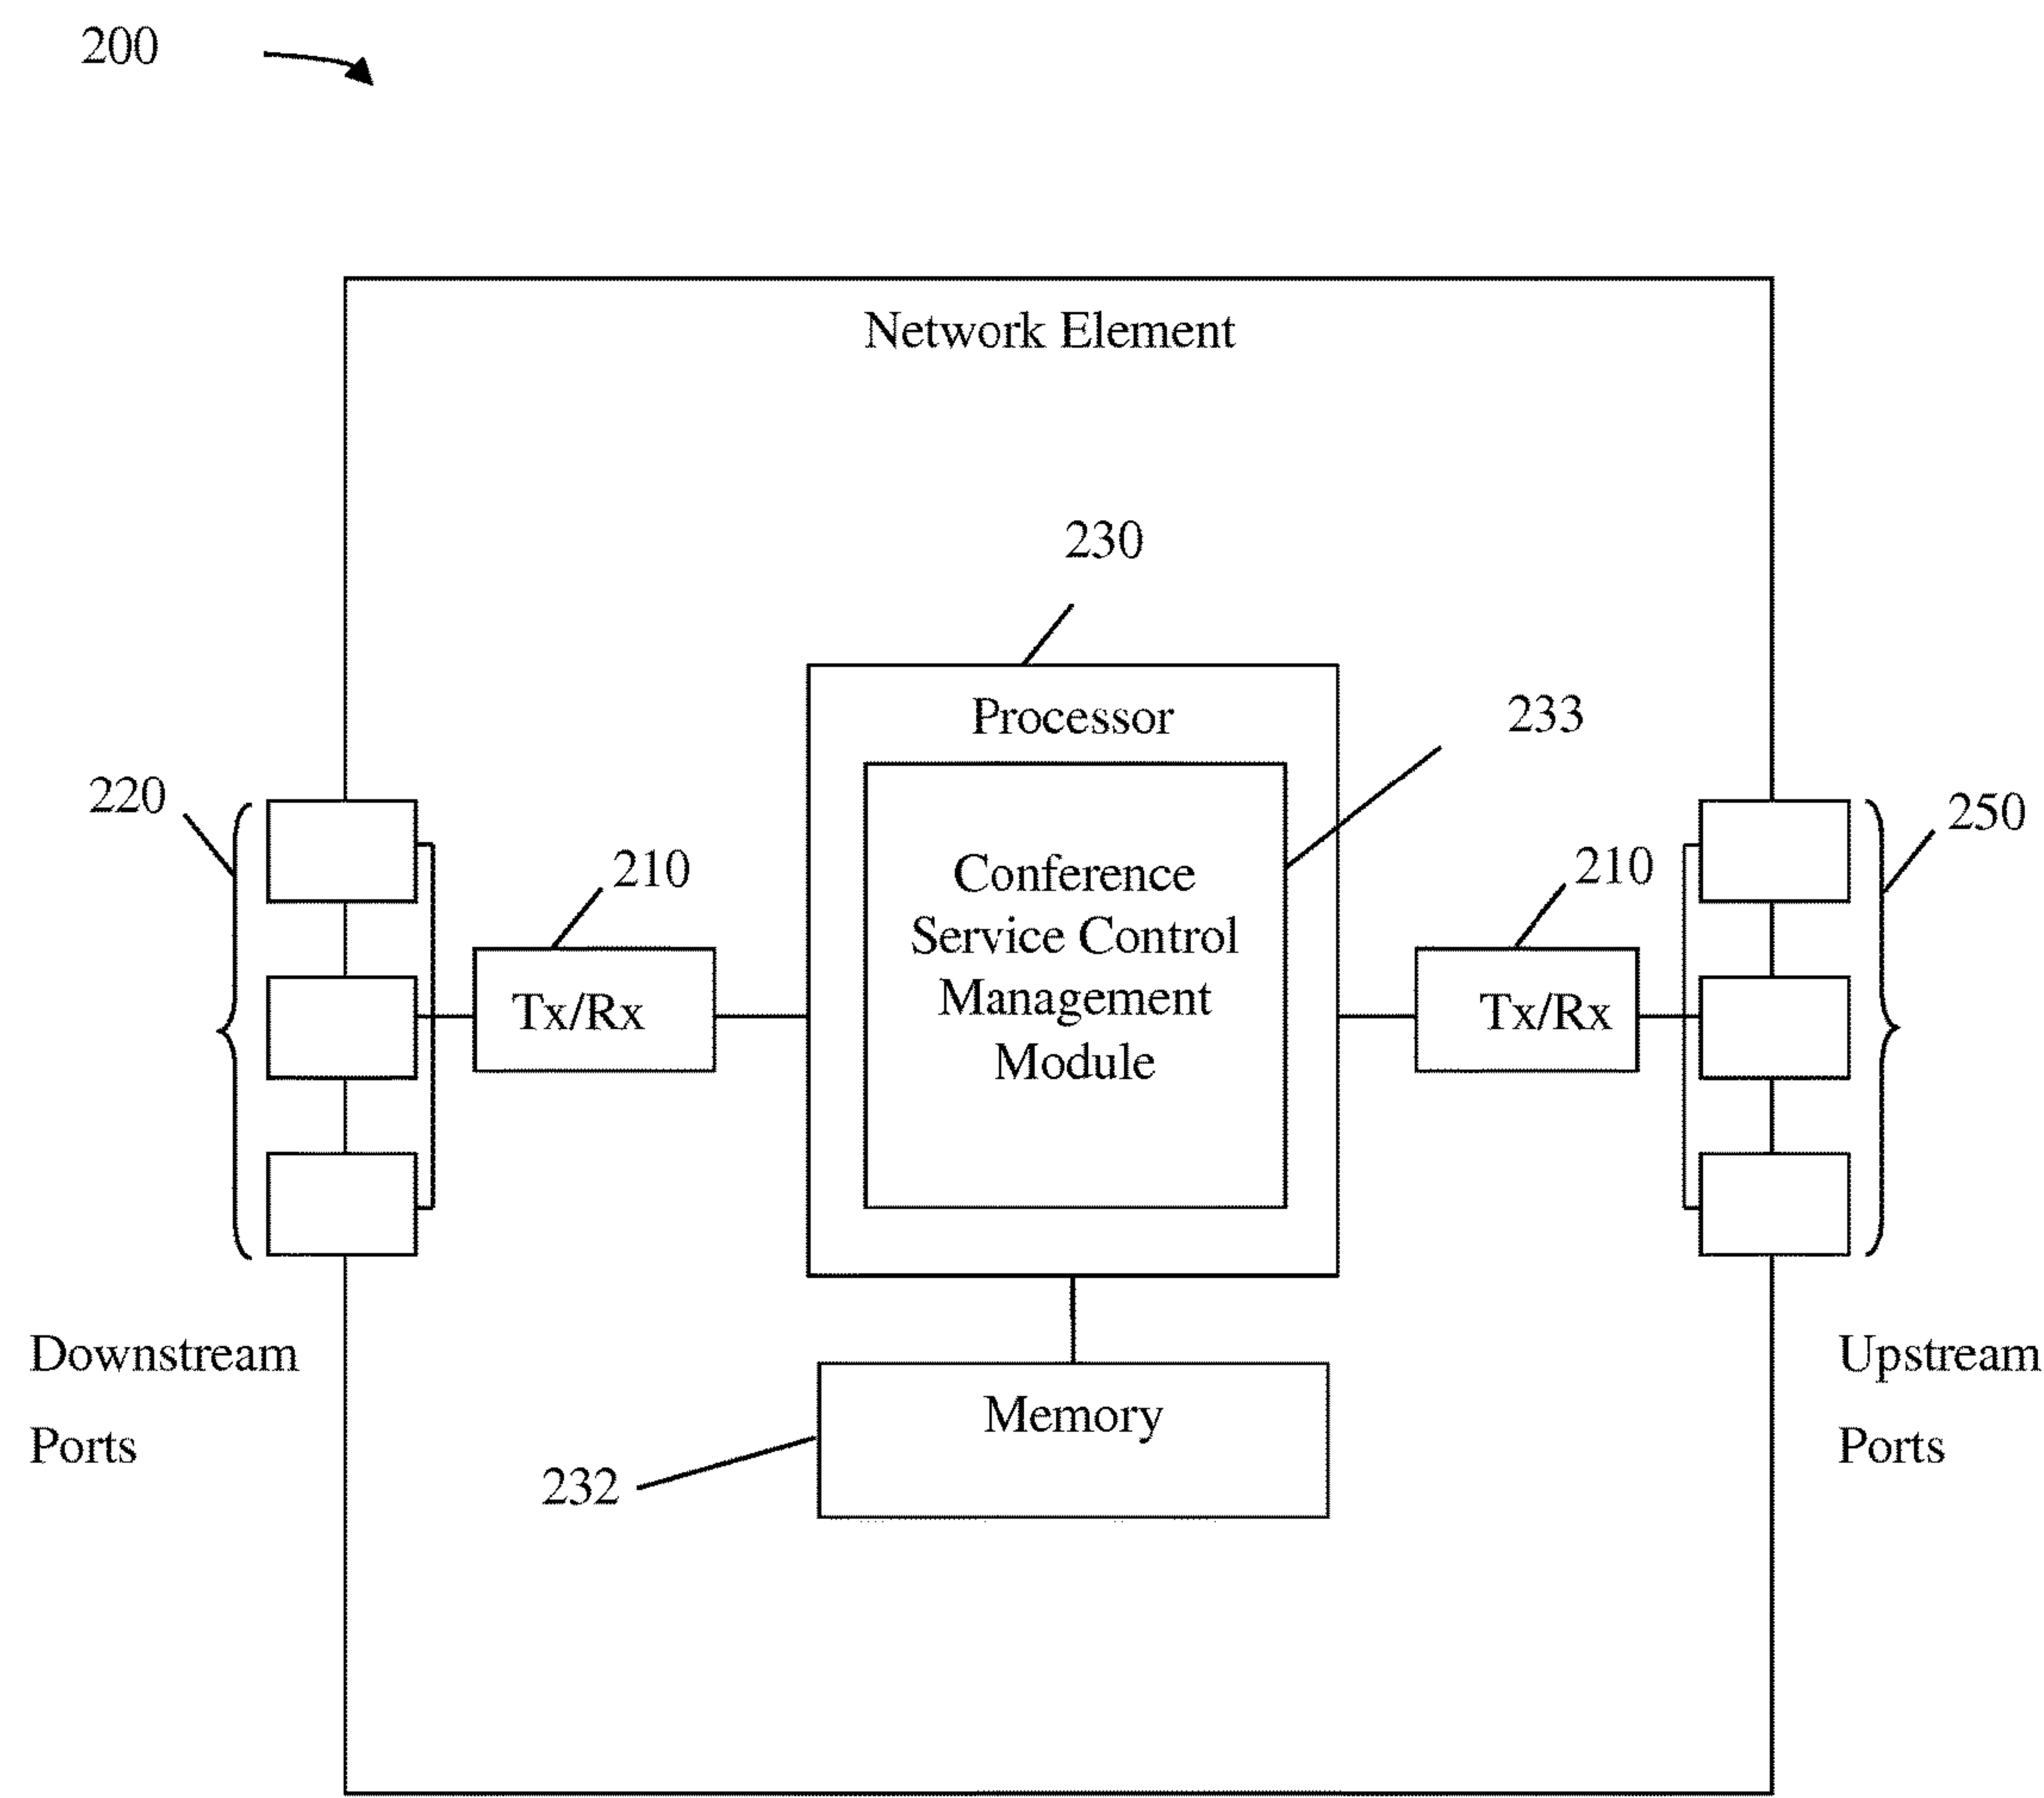 200
Network Element
230
Processor
233
220
250
210
210
Conference
Service Control
Management
Module
Tx/Rx
Tx/Rx
Downstream
Ports
Upstream
Ports
Memory
232